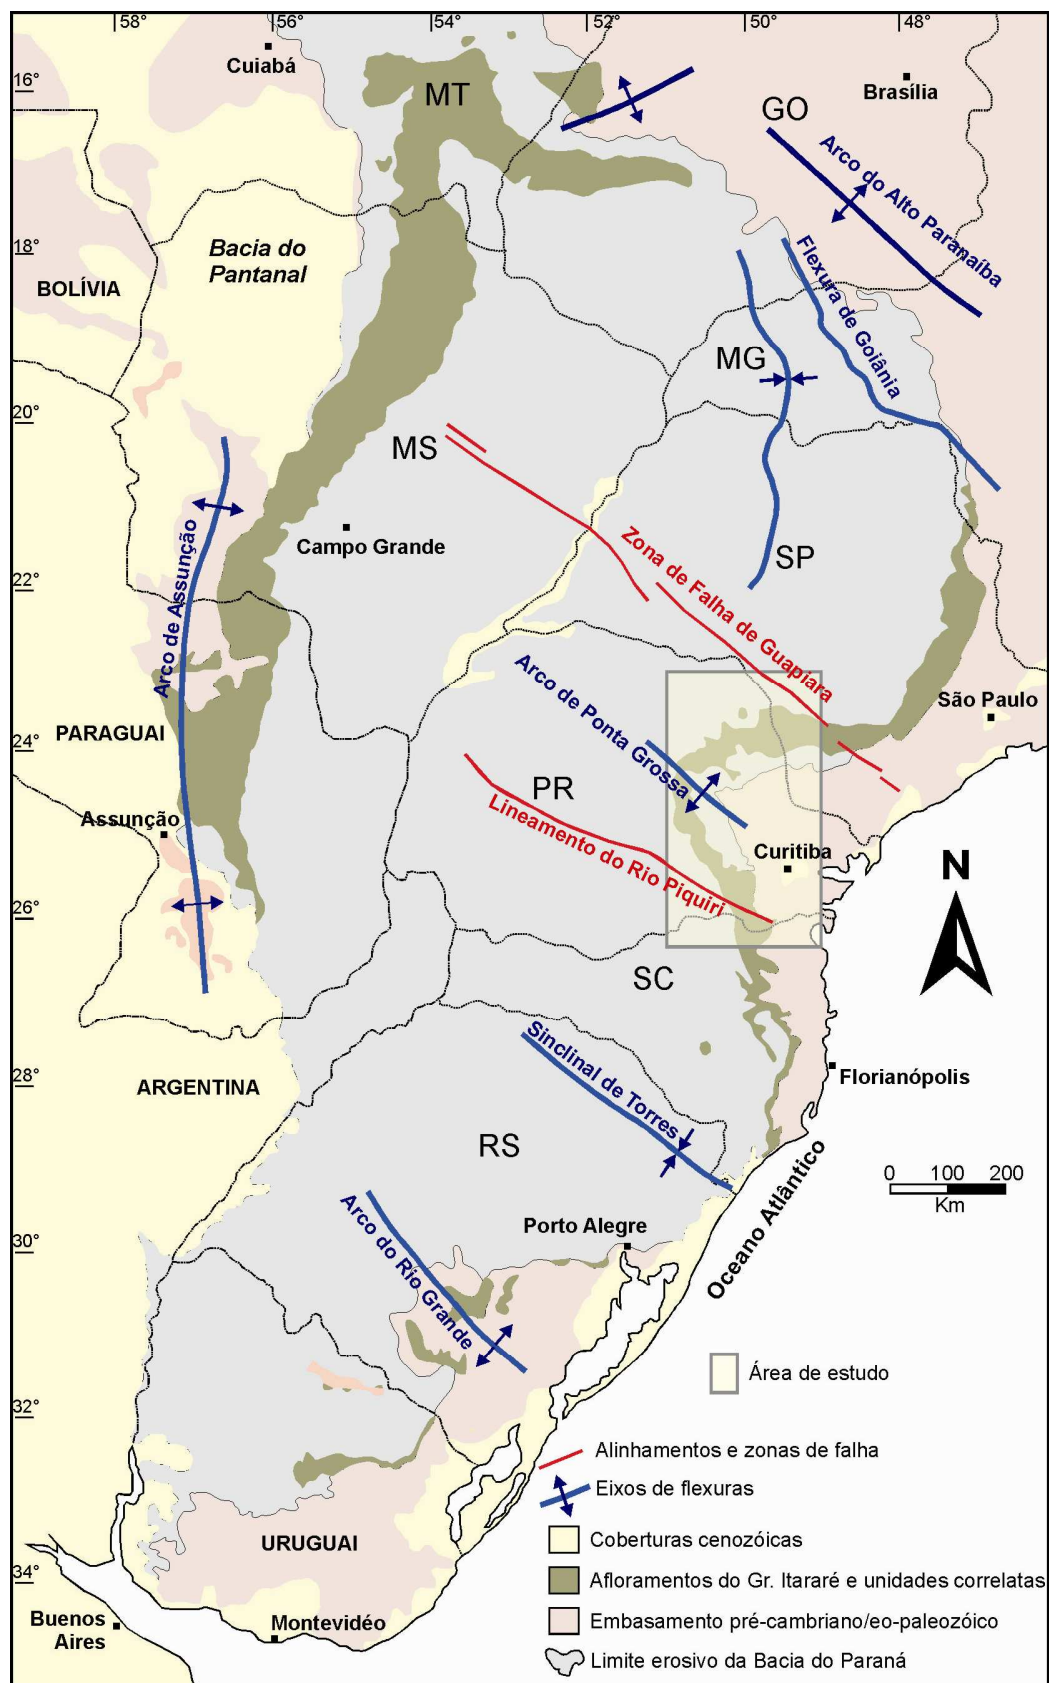 58°
56°
54°
52°
50°
48°
16°
18°
20°
22°
24°
26°
28°
30°
32°
34°
Cuiabá
MT
GO
Brasília
Arco do Alto Paranaíba
Bacia do
Pantanal
BOLÍVIA
Flexura de Goiânia
MG
MS
Campo Grande
SP
Zona de Falha de Guapiara
Arco de Assunção
Arco de Ponta Grossa
São Paulo
PARAGUAI
PR
Assunção
Lineamento do Rio Piquiri
Curitiba
N
SC
Sinclinal de Torres
ARGENTINA
Florianópolis
RS
Oceano Atlântico
0 100 200
Km
Arco do Rio Grande
Porto Alegre
URUGUAI
Buenos
Aires
Montevidéo
Área de estudo
Alinhamentos e zonas de falha
Eixos de flexuras
Coberturas cenozóicas
Afloramentos do Gr. Itararé e unidades correlatas
Embasamento pré-cambriano/eo-paleozóico
Limite erosivo da Bacia do Paraná